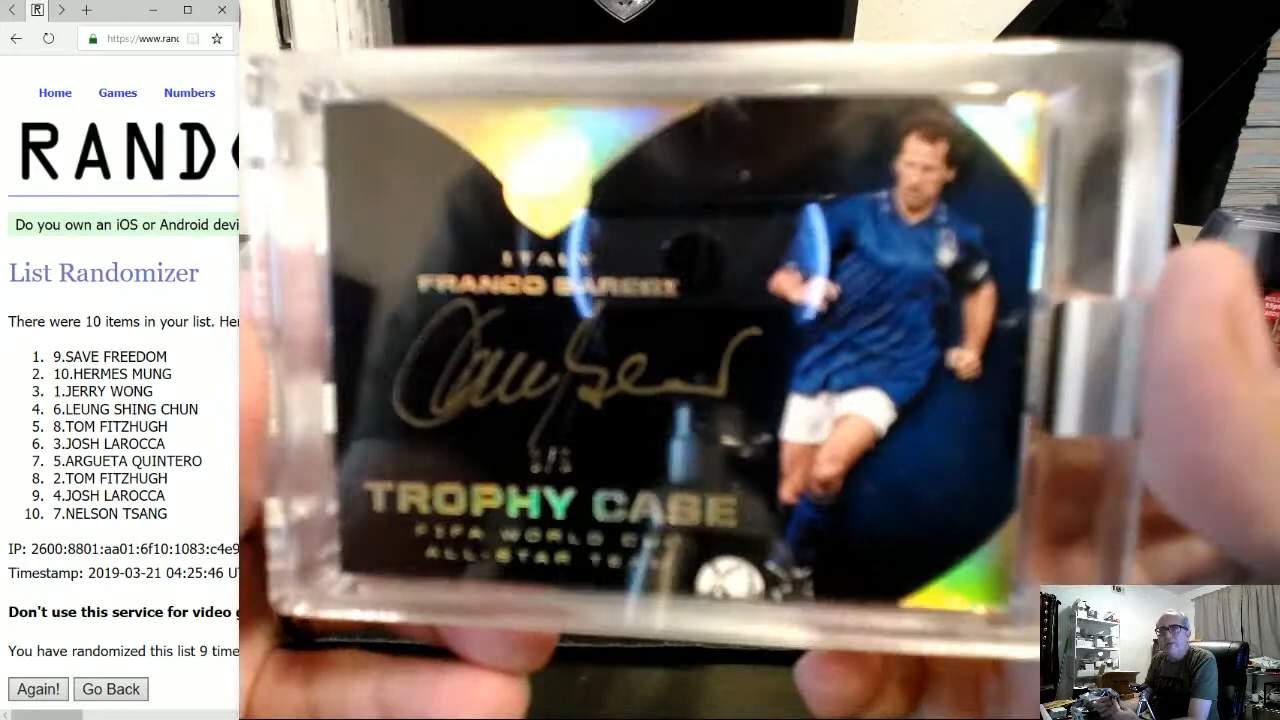 https://www.ranc
Home Games Numbers
RANDO
Do you own an iOS or Android devi
List Randomizer
There were 10 items in your list. Her
1. 9.SAVE FREEDOM
2. 10.HERMES MUNG
3. 1.JERRY WONG
4. 6.LEUNG SHING CHUN
5. 8.TOM FITZHUGH
6. 3.JOSH LAROCCA
7. 5.ARGUETA QUINTERO
8. 2.TOM FITZHUGH
9. 4.JOSH LAROCCA
10. 7.NELSON TSANG
IP: 2600:8801:aa01:6f10:1083:c4e9
Timestamp: 2019-03-21 04:25:46 U
Don't use this service for video g
You have randomized this list 9 time
Again! Go Back
ITALY
FRANCO BARESI
TROPHY CASE
FIFA WORLD CUP
ALL-STAR TEAM